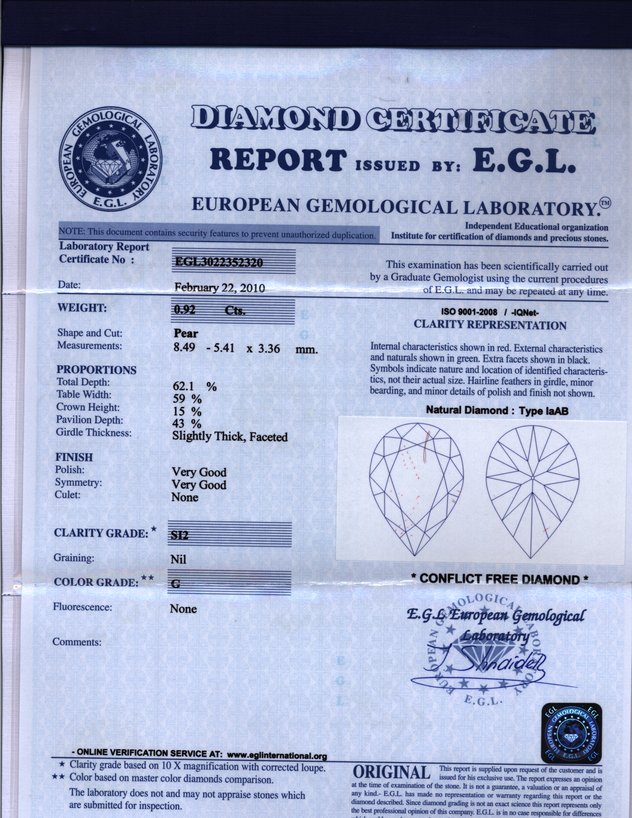 DIAMOND CERTIFICATE
REPORT ISSUED BY: E.G.L.
EUROPEAN GEMOLOGICAL LABORATORY.™
EUROPEAN GEMOLOGICAL LABORATORY
E.G.L.
NOTE: This document contains security features to prevent unauthorized duplication.
Independent Educational organization
Institute for certification of diamonds and precious stones.
Laboratory Report
Certificate No : EGL3022352320
Date: February 22, 2010
This examination has been scientifically carried out
by a Graduate Gemologist using the current procedures
of E.G.L. and may be repeated at any time.
WEIGHT: 0.92 Cts.
Shape and Cut: Pear
Measurements: 8.49 - 5.41 x 3.36 mm.
PROPORTIONS
Total Depth: 62.1 %
Table Width: 59 %
Crown Height: 15 %
Pavilion Depth: 43 %
Girdle Thickness: Slightly Thick, Faceted
FINISH
Polish: Very Good
Symmetry: Very Good
Culet: None
CLARITY GRADE: * SI2
Graining: Nil
COLOR GRADE: ** G
Fluorescence: None
Comments:
ISO 9001-2008 / -IQNet-
CLARITY REPRESENTATION
Internal characteristics shown in red. External characteristics
and naturals shown in green. Extra facets shown in black.
Symbols indicate nature and location of identified characteris-
tics, not their actual size. Hairline feathers in girdle, minor
bearding, and minor details of polish and finish not shown.
Natural Diamond : Type IaAB
* CONFLICT FREE DIAMOND *
E.G.L European Gemological
Laboratory
EUROPEAN GEMOLOGICAL LABORATORY
E.G.L.
EGL EGL
- ONLINE VERIFICATION SERVICE AT: www.eglinternational.org
* Clarity grade based on 10 X magnification with corrected loupe.
** Color based on master color diamonds comparison.
The laboratory does not and may not appraise stones which
are submitted for inspection.
ORIGINAL This report is supplied upon request of the customer and is
issued for his exclusive use. The report expresses an opinion
at the time of examination of the stone. It is not a guarantee, a valuation or an appraisal of
any kind.- E.G.L. has made no representation or warranty regarding this report or the
diamond described. Since diamond grading is not an exact science this report represents only
the best professional opinion of this company. E.G.L. is in no case responsible for differences